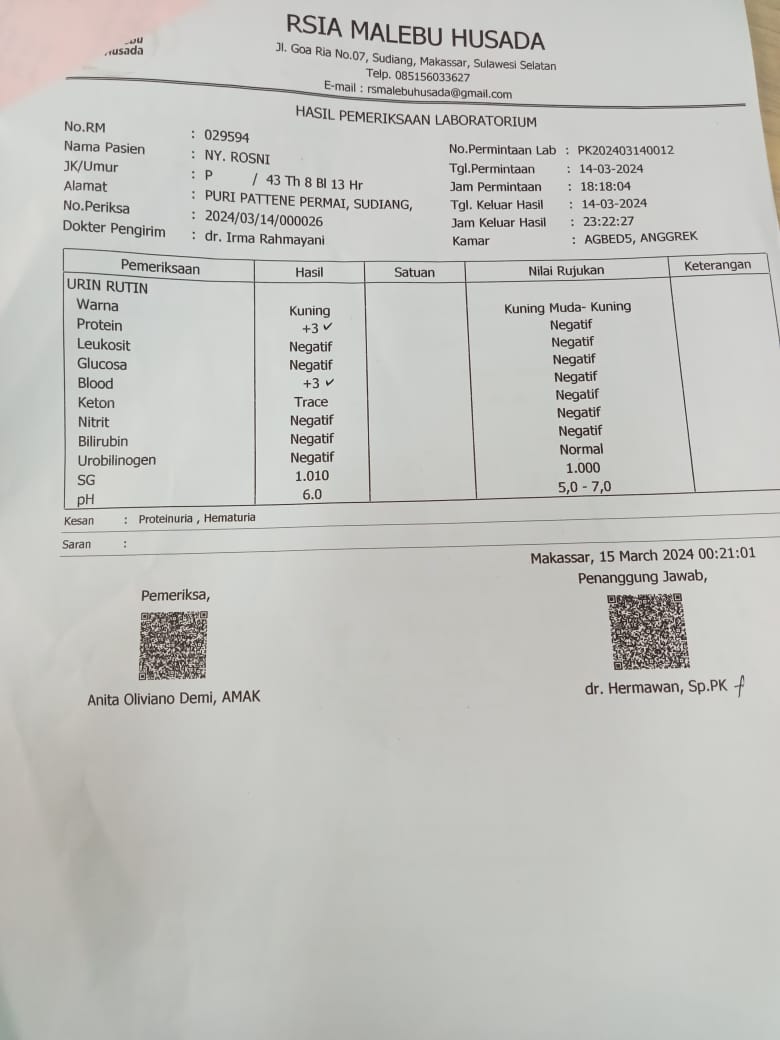 Husada
RSIA MALEBU HUSADA
Jl. Goa Ria No.07, Sudiang, Makassar, Sulawesi Selatan
Telp. 085156033627
E-mail : rsmalebuhusada@gmail.com
HASIL PEMERIKSAAN LABORATORIUM
No.RM : 029594
Nama Pasien : NY. ROSNI
JK/Umur : P / 43 Th 8 Bl 13 Hr
Alamat : PURI PATTENE PERMAI, SUDIANG,
No.Periksa : 2024/03/14/000026
Dokter Pengirim : dr. Irma Rahmayani
No.Permintaan Lab : PK202403140012
Tgl.Permintaan : 14-03-2024
Jam Permintaan : 18:18:04
Tgl. Keluar Hasil : 14-03-2024
Jam Keluar Hasil : 23:22:27
Kamar : AGBED5, ANGGREK
Pemeriksaan Hasil Satuan Nilai Rujukan Keterangan
URIN RUTIN
Warna Kuning Kuning Muda- Kuning
Protein +3 ✓ Negatif
Leukosit Negatif Negatif
Glucosa Negatif Negatif
Blood +3 ✓ Negatif
Keton Trace Negatif
Nitrit Negatif Negatif
Bilirubin Negatif Negatif
Urobilinogen Negatif Normal
SG 1.010 1.000
pH 6.0 5,0 - 7,0
Kesan : Proteinuria , Hematuria
Saran :
Makassar, 15 March 2024 00:21:01
Pemeriksa,
Penanggung Jawab,
Anita Oliviano Demi, AMAK
dr. Hermawan, Sp.PK